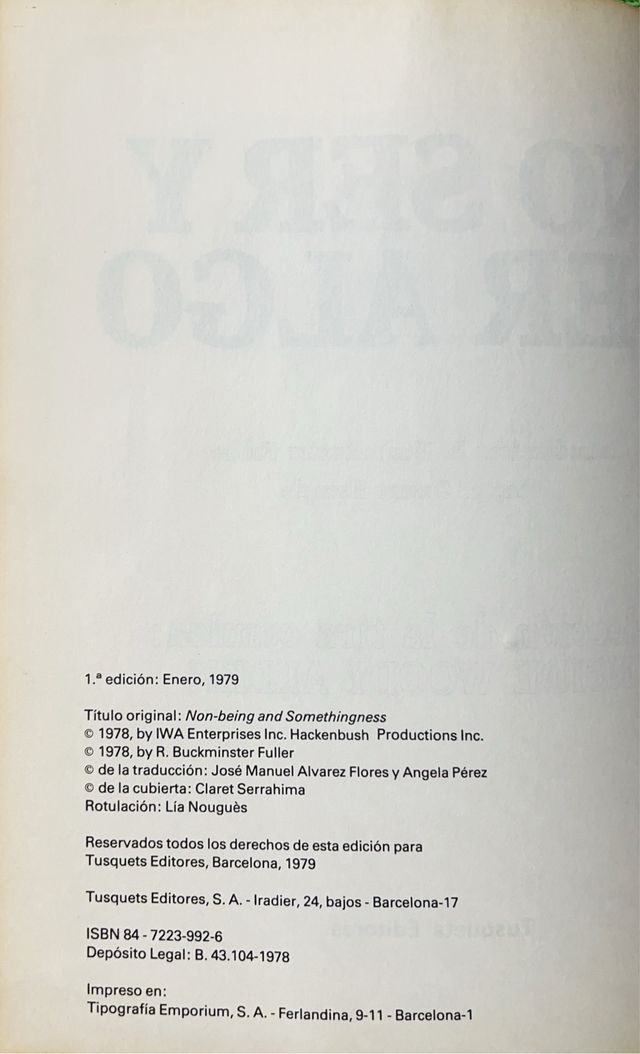 1.ª edición: Enero, 1979
Título original: Non-being and Somethingness
© 1978, by IWA Enterprises Inc. Hackenbush Productions Inc.
© 1978, by R. Buckminster Fuller
© de la traducción: José Manuel Alvarez Flores y Angela Pérez
© de la cubierta: Claret Serrahima
Rotulación: Lía Nouguès
Reservados todos los derechos de esta edición para
Tusquets Editores, Barcelona, 1979
Tusquets Editores, S. A. - Iradier, 24, bajos - Barcelona-17
ISBN 84 - 7223-992-6
Depósito Legal: B. 43.104-1978
Impreso en:
Tipografía Emporium, S. A. - Ferlandina, 9-11 - Barcelona-1